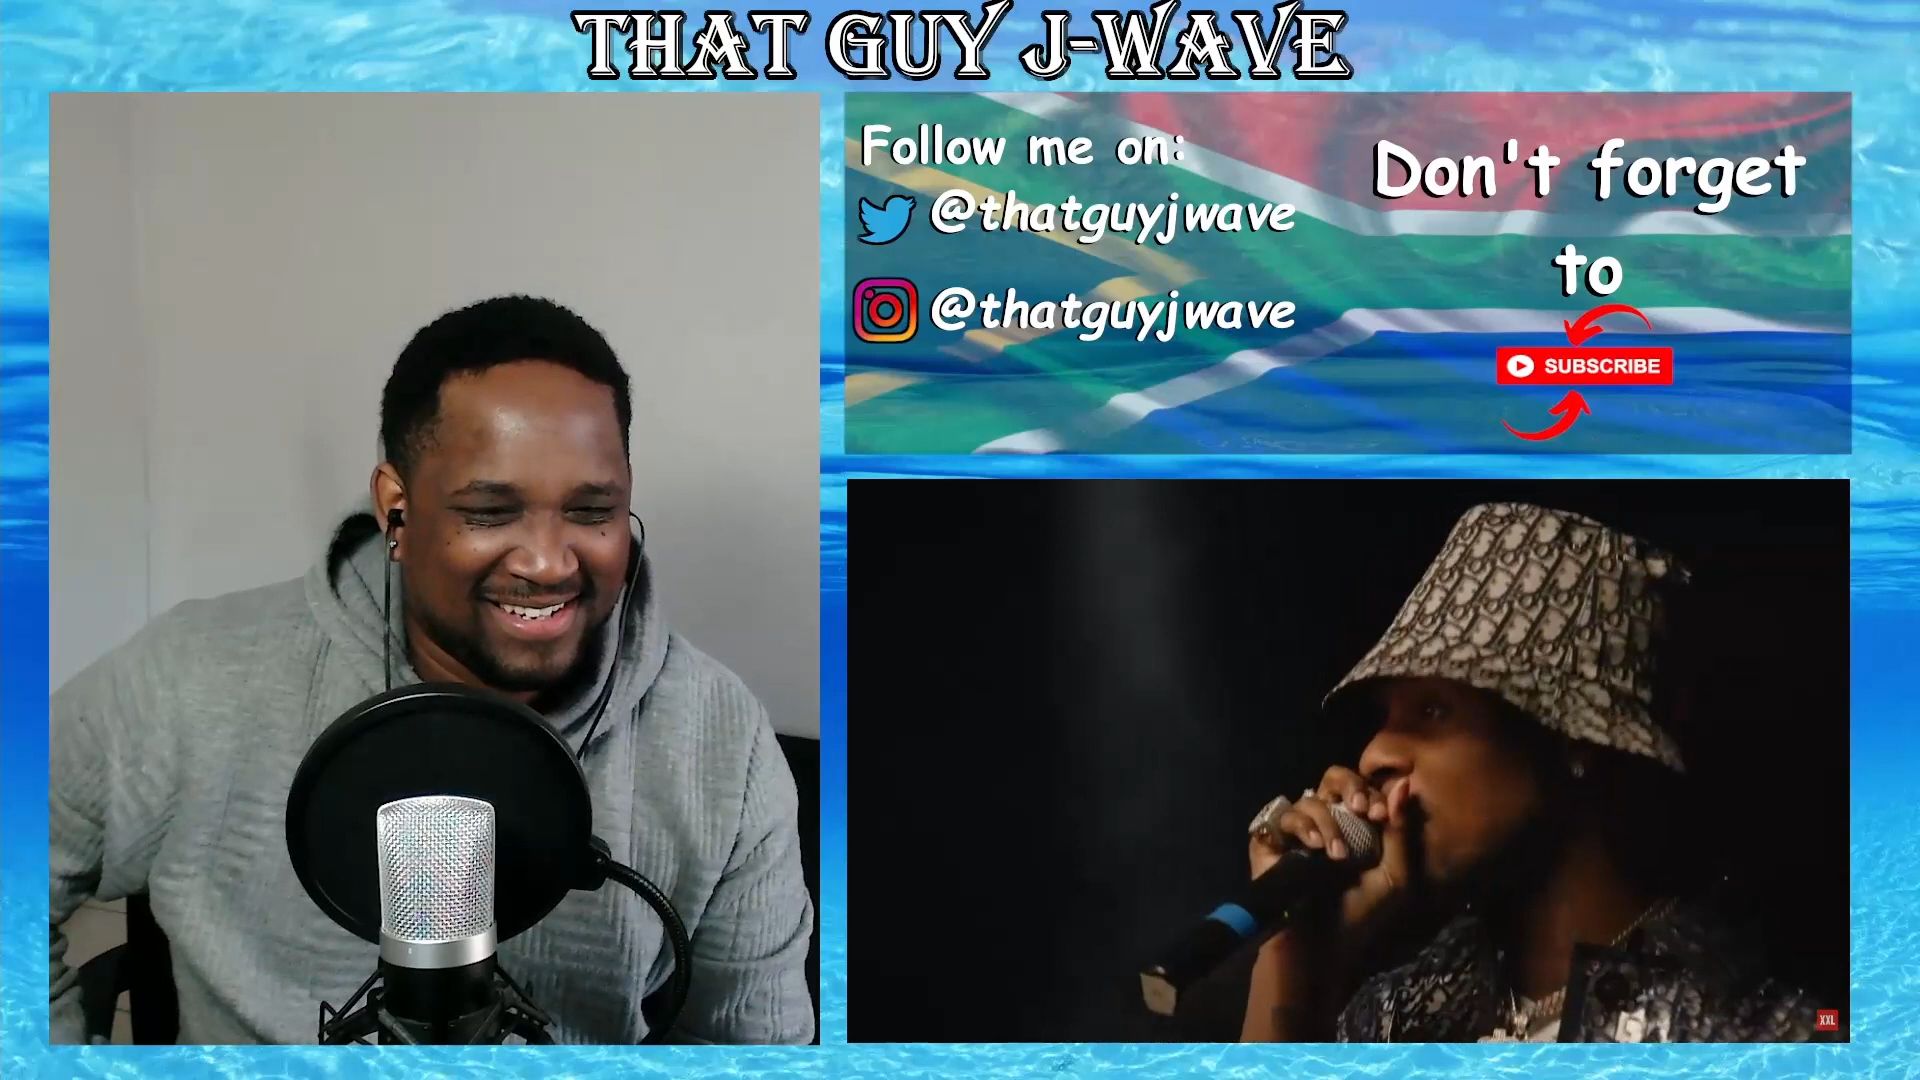 THAT GUY J-WAVE
Follow me on:
@thatguyjwave
@thatguyjwave
Don't forget
to
SUBSCRIBE
XXL